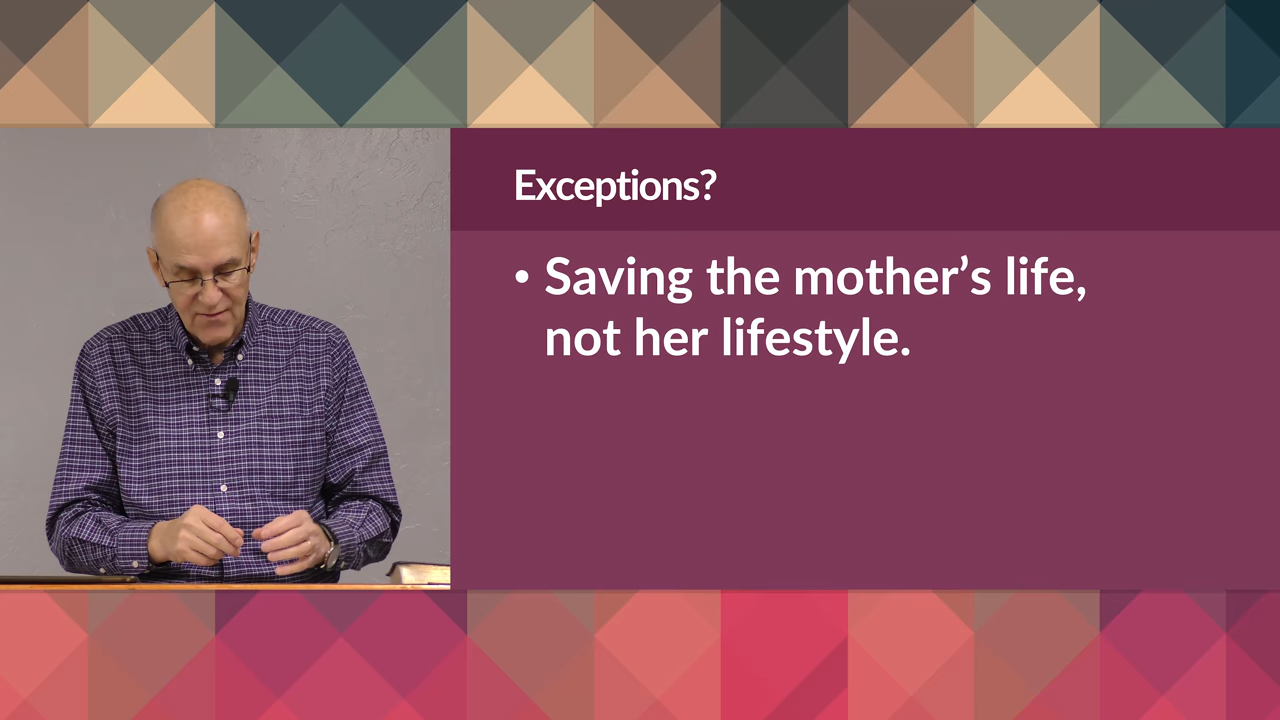 Exceptions?
• Saving the mother’s life,
not her lifestyle.